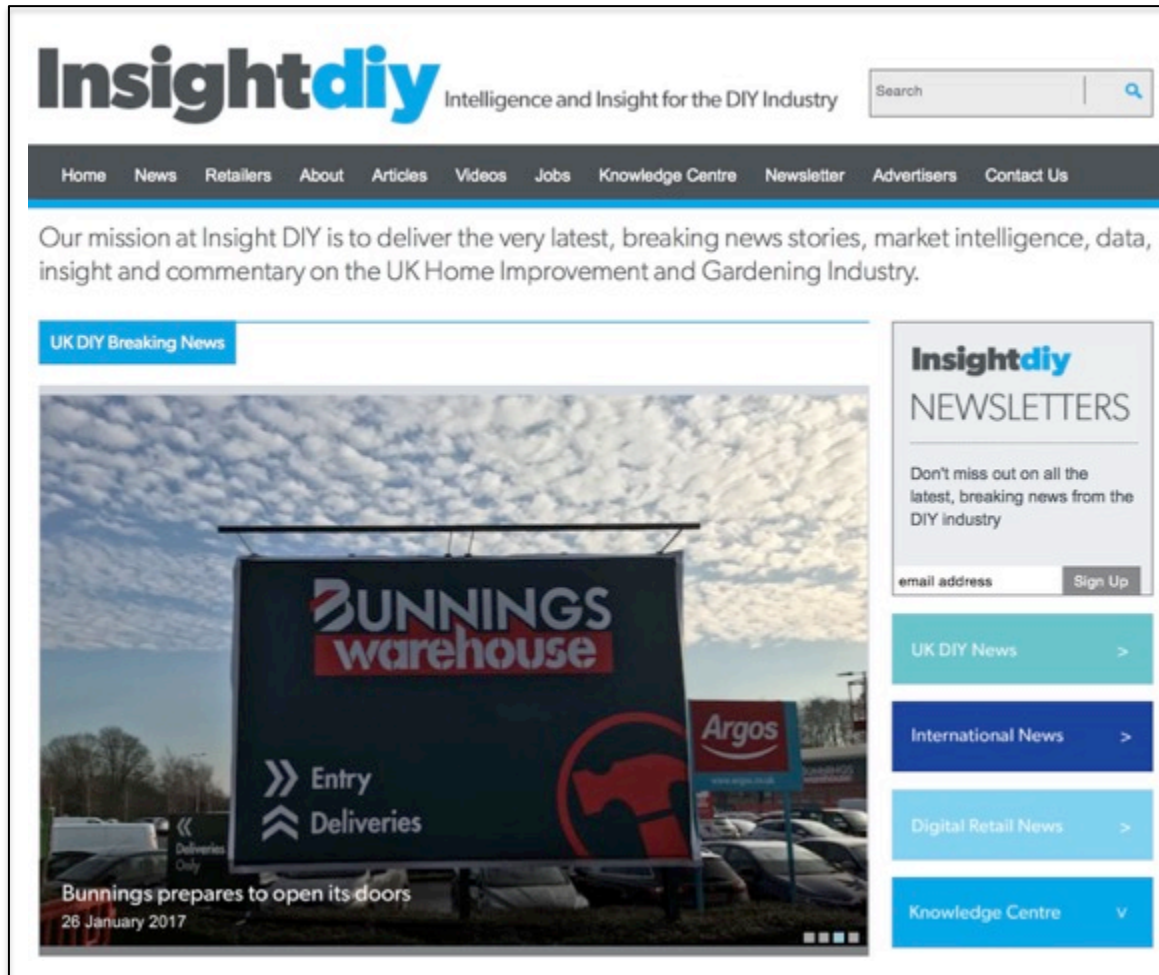 Insightdiy Intelligence and Insight for the DIY Industry
Search
Home News Retailers About Articles Videos Jobs Knowledge Centre Newsletter Advertisers Contact Us
Our mission at Insight DIY is to deliver the very latest, breaking news stories, market intelligence, data,
insight and commentary on the UK Home Improvement and Gardening Industry.
UK DIY Breaking News
BUNNINGS
warehouse
Argos
www.argos.co.uk
BUNNINGS
Entry
Deliveries
Deliveries
Only
Bunnings prepares to open its doors
26 January 2017
Insightdiy
NEWSLETTERS
Don't miss out on all the
latest, breaking news from the
DIY industry
email address Sign Up
UK DIY News >
International News >
Digital Retail News >
Knowledge Centre v